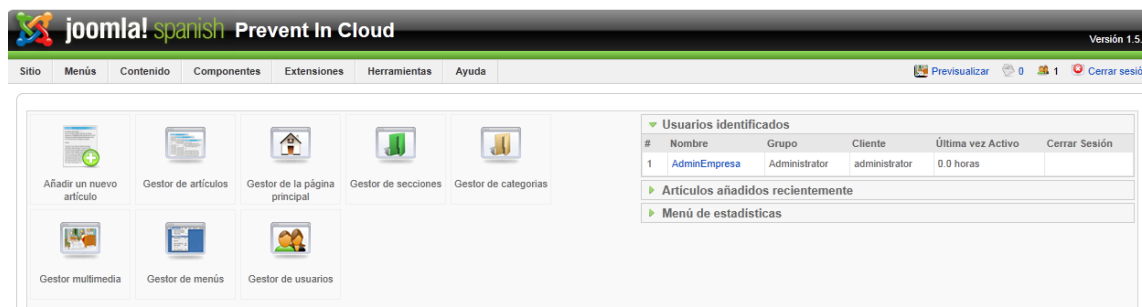 joomla! spanish Prevent In Cloud
Versión 1.5.
Sitio Menús Contenido Componentes Extensiones Herramientas Ayuda Previsualizar 0 1 Cerrar sesió
Añadir un nuevo artículo
Gestor de artículos
Gestor de la página principal
Gestor de secciones
Gestor de categorias
Gestor multimedia
Gestor de menús
Gestor de usuarios
Usuarios identificados
# Nombre Grupo Cliente Última vez Activo Cerrar Sesión
1 AdminEmpresa Administrator administrator 0.0 horas
Artículos añadidos recientemente
Menú de estadísticas